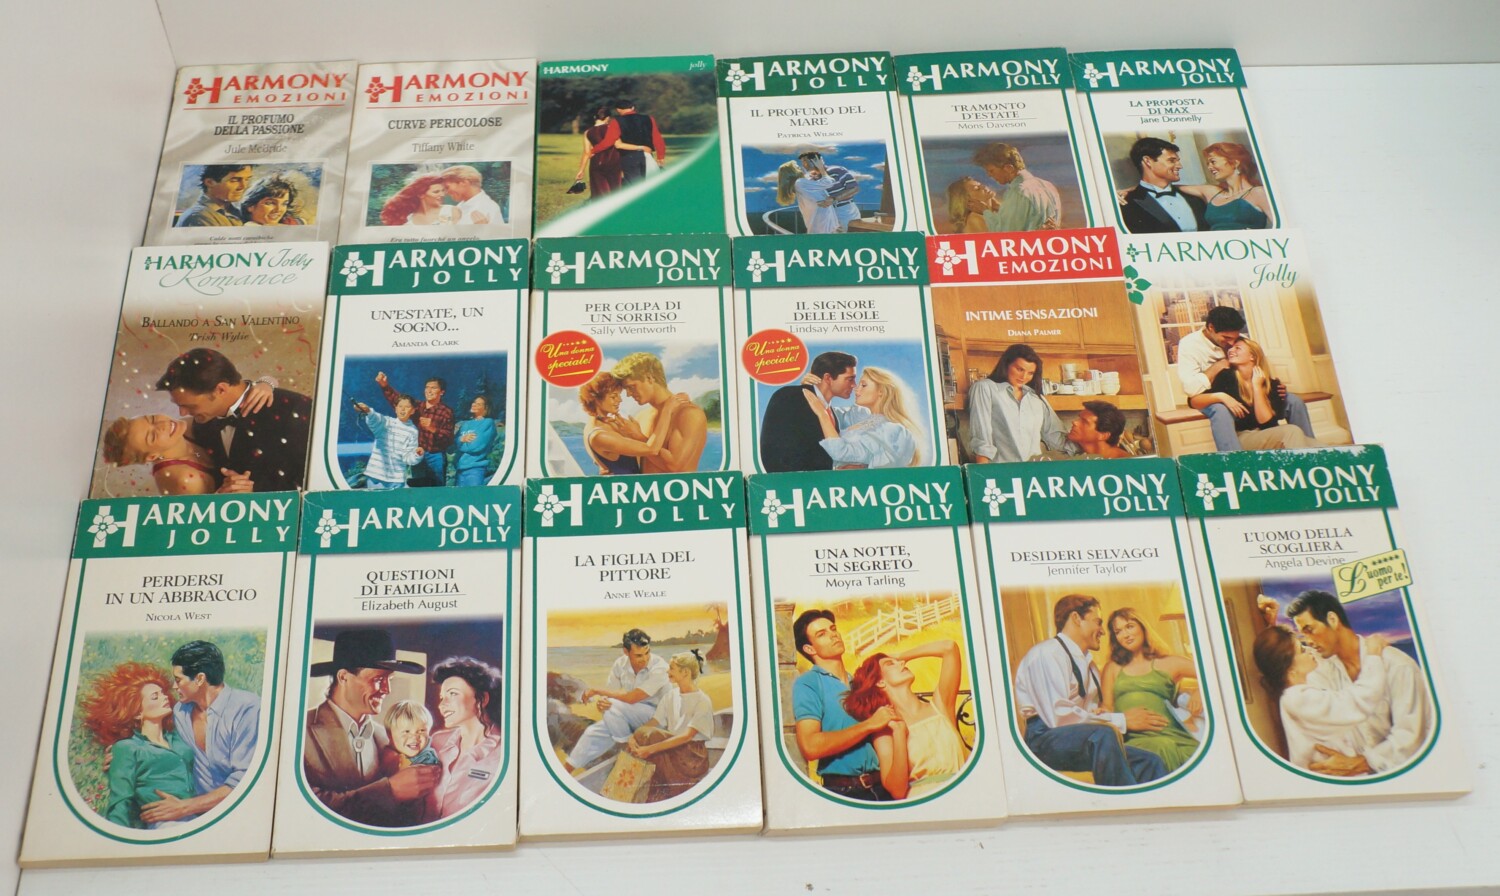 HARMONY
EMOZIONI
IL PROFUMO
DELLA PASSIONE
Jule McBride
HARMONY
EMOZIONI
CURVE PERICOLOSE
Tiffany White
HARMONY jolly
HARMONY
JOLLY
IL PROFUMO DEL
MARE
PATRICIA WILSON
HARMONY
JOLLY
TRAMONTO
D'ESTATE
Mons Daveson
HARMONY
JOLLY
LA PROPOSTA
DI MAX
Jane Donnelly
HARMONY Jolly
Romance
BALLANDO A SAN VALENTINO
Trish Wylie
HARMONY
JOLLY
UN'ESTATE, UN
SOGNO...
AMANDA CLARK
HARMONY
JOLLY
PER COLPA DI
UN SORRISO
Sally Wentworth
Una donna
speciale!
HARMONY
JOLLY
IL SIGNORE
DELLE ISOLE
Lindsay Armstrong
Una donna
speciale!
HARMONY
EMOZIONI
INTIME SENSAZIONI
DIANA PALMER
HARMONY
Jolly
HARMONY
JOLLY
PERDERSI
IN UN ABBRACCIO
NICOLA WEST
HARMONY
JOLLY
QUESTIONI
DI FAMIGLIA
Elizabeth August
HARMONY
JOLLY
LA FIGLIA DEL
PITTORE
ANNE WEALE
HARMONY
JOLLY
UNA NOTTE,
UN SEGRETO
Moyra Tarling
HARMONY
JOLLY
DESIDERI SELVAGGI
Jennifer Taylor
HARMONY
JOLLY
L'UOMO DELLA
SCOGLIERA
Angela Devine
L'uomo
per te!